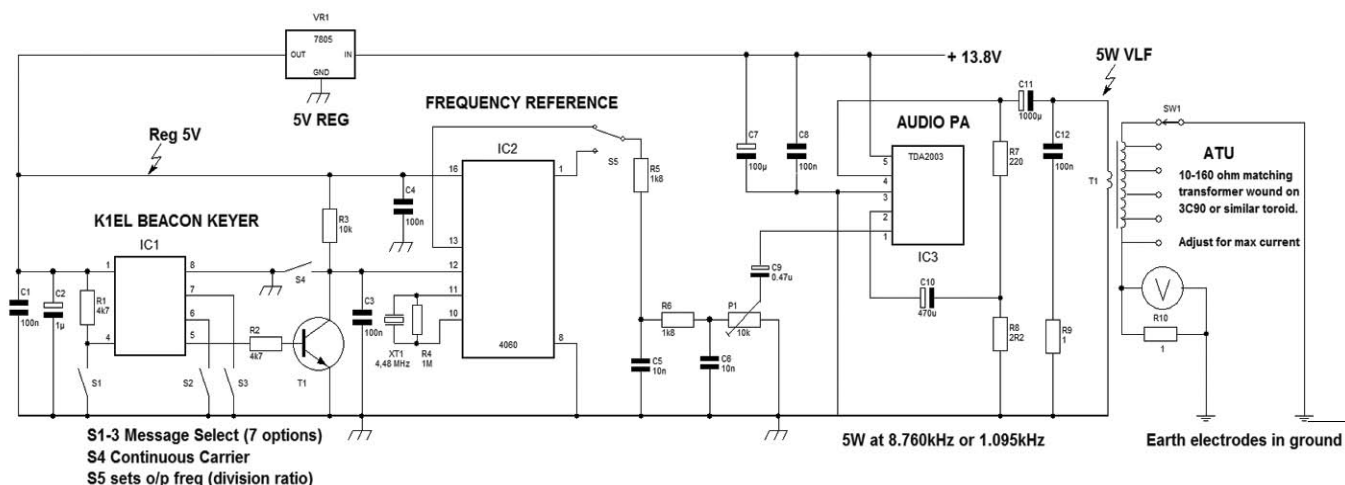 VR1
7805
OUT
IN
GND
5V REG
+ 13.8V
5W VLF
FREQUENCY REFERENCE
Reg 5V
IC2
16
1
13
12
11
10
8
4060
S5
R5
1k8
C4
100n
R3
10k
K1EL BEACON KEYER
IC1
1
8
7
6
4
5
S4
C1
100n
C2
1µ
R1
4k7
R2
4k7
T1
S1
S2
S3
C3
100n
XT1
4,48 MHz
R4
1M
R6
1k8
P1
10k
C5
10n
C6
10n
C9
0.47u
C7
100µ
C8
100n
AUDIO PA
TDA2003
5
4
3
2
1
IC3
C10
470u
R7
220
R8
2R2
C11
1000µ
C12
100n
R9
1
T1
SW1
ATU
10-160 ohm matching
transformer wound on
3C90 or similar toroid.
Adjust for max current
V
R10
1
S1-3 Message Select (7 options)
S4 Continuous Carrier
S5 sets o/p freq (division ratio)
5W at 8.760kHz or 1.095kHz
Earth electrodes in ground